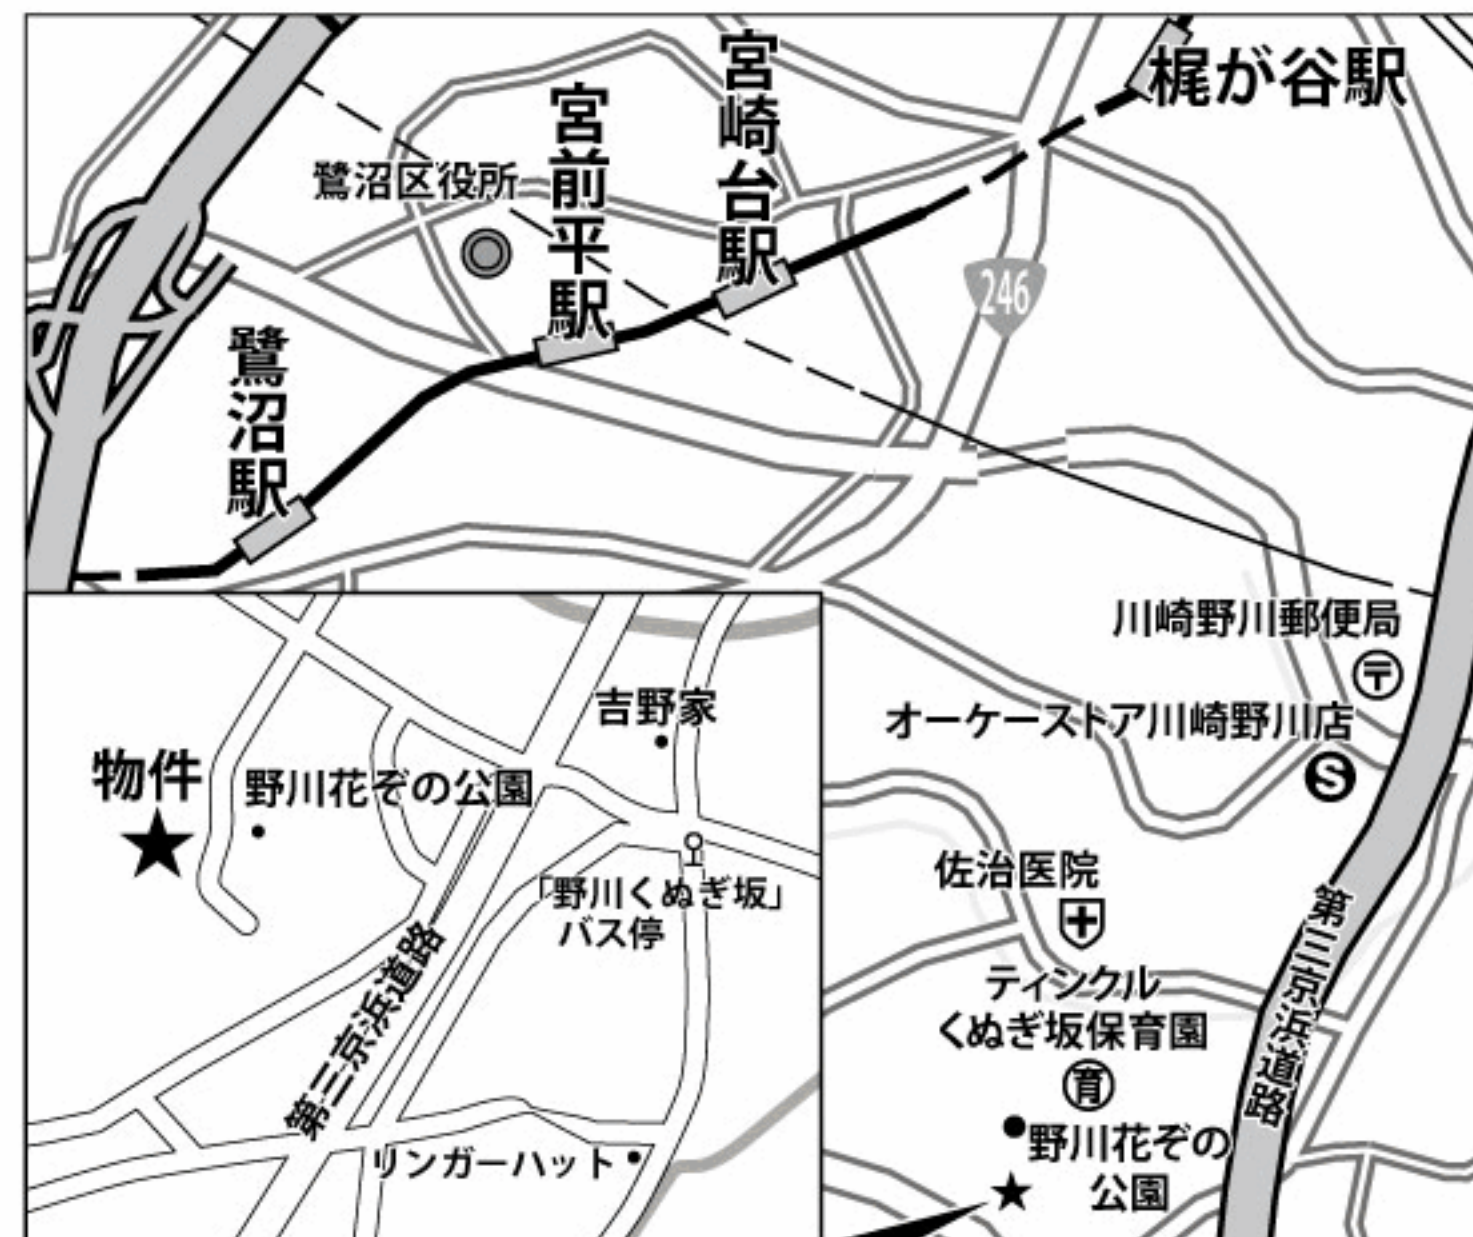 宮崎台駅
梶が谷駅
宮前平駅
鷺沼区役所
246
鷺沼駅
川崎野川郵便局
〒
オーケーストア川崎野川店
S
吉野家
物件
野川花ぞの公園
「野川くぬぎ坂」
バス停
第三京浜道路
リンガーハット
佐治医院
ティンクル
くぬぎ坂保育園
育
野川花ぞの
公園
第三京浜道路